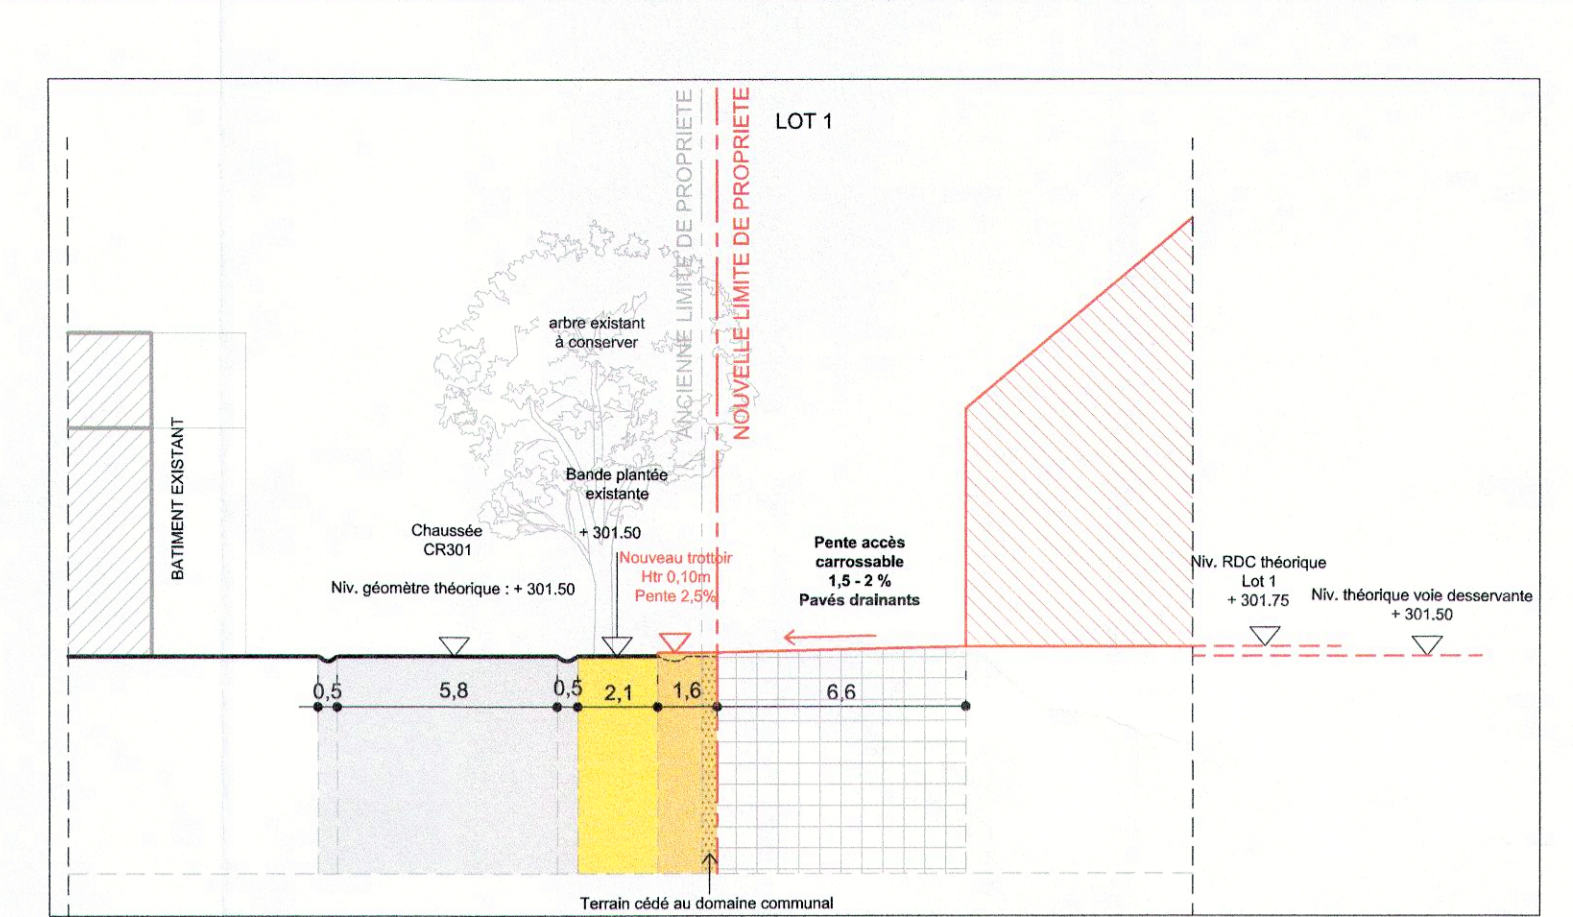 LOT 1
ANCIENNE LIMITE DE PROPRIETE
NOUVELLE LIMITE DE PROPRIETE
arbre existant
à conserver
BATIMENT EXISTANT
Bande plantée
existante
+ 301.50
Chaussée
CR301
Niv. géomètre théorique : + 301.50
Nouveau trottoir
Htr 0,10m
Pente 2,5%
Pente accès
carrossable
1,5 - 2 %
Pavés drainants
Niv. RDC théorique
Lot 1
+ 301.75
Niv. théorique voie desservante
+ 301.50
0,5
5,8
0,5
2,1
1,6
6,6
Terrain cédé au domaine communal